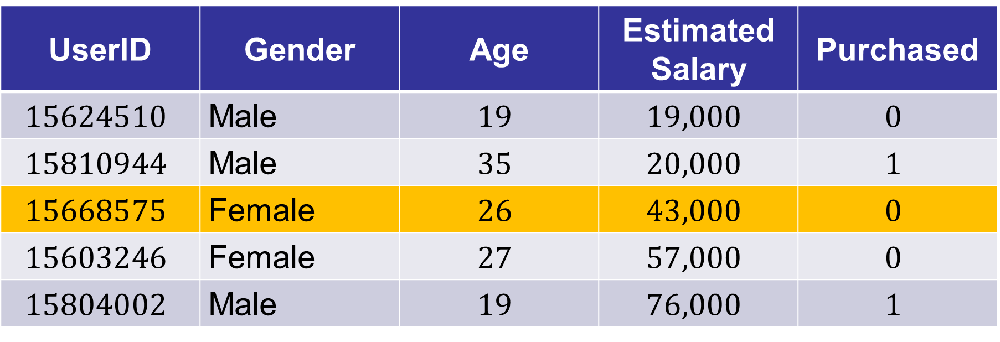 UserID Gender Age Estimated Salary Purchased
15624510 Male 19 19,000 0
15810944 Male 35 20,000 1
15668575 Female 26 43,000 0
15603246 Female 27 57,000 0
15804002 Male 19 76,000 1